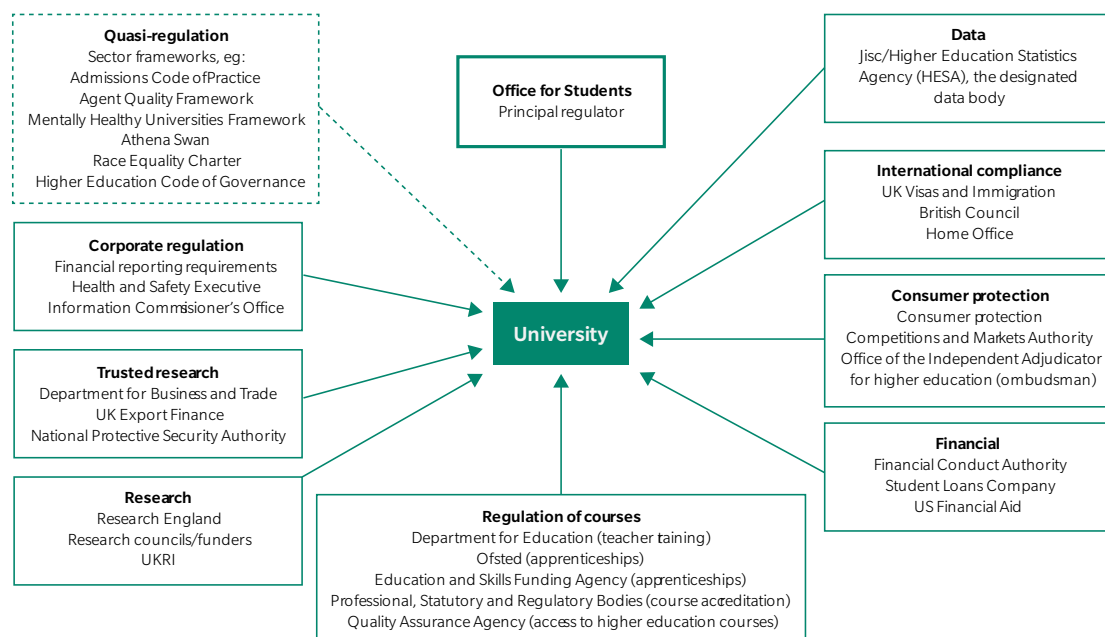 Quasi-regulation
Sector frameworks, eg:
Admissions Code of Practice
Agent Quality Framework
Mentally Healthy Universities Framework
Athena Swan
Race Equality Charter
Higher Education Code of Governance
Office for Students
Principal regulator
Data
Jisc/Higher Education Statistics
Agency (HESA), the designated
data body
International compliance
UK Visas and Immigration
British Council
Home Office
Corporate regulation
Financial reporting requirements
Health and Safety Executive
Information Commissioner's Office
University
Consumer protection
Consumer protection
Competitions and Markets Authority
Office of the Independent Adjudicator
for higher education (ombudsman)
Trusted research
Department for Business and Trade
UK Export Finance
National Protective Security Authority
Financial
Financial Conduct Authority
Student Loans Company
US Financial Aid
Research
Research England
Research councils/funders
UKRI
Regulation of courses
Department for Education (teacher training)
Ofsted (apprenticeships)
Education and Skills Funding Agency (apprenticeships)
Professional, Statutory and Regulatory Bodies (course accreditation)
Quality Assurance Agency (access to higher education courses)